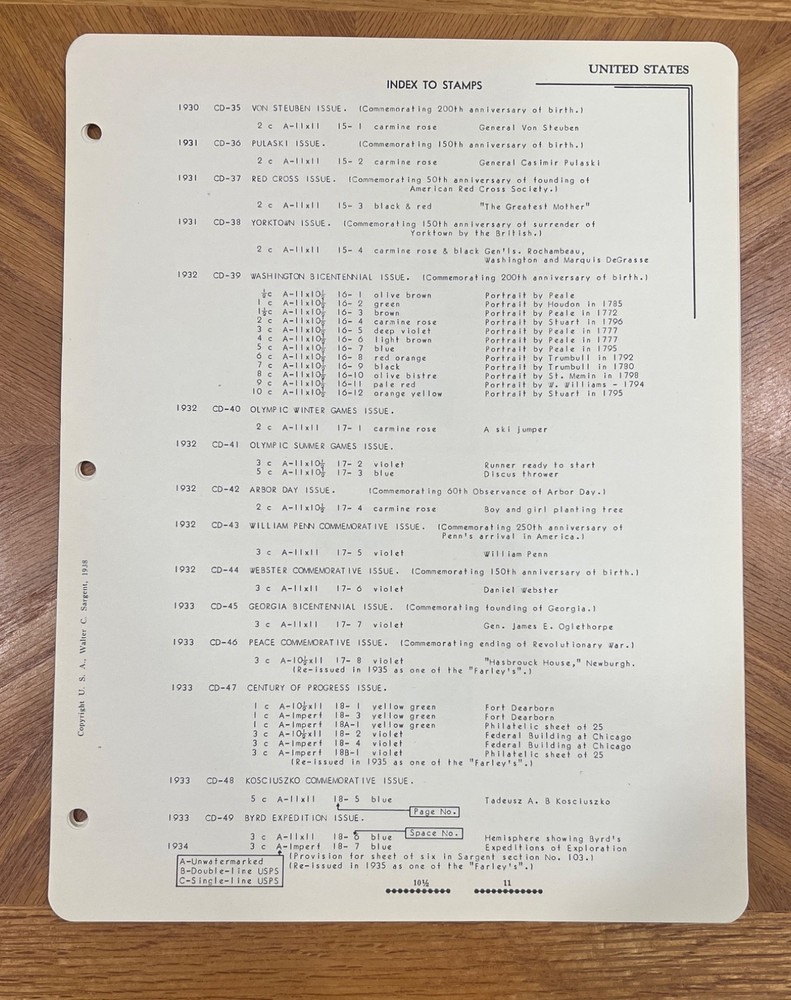 UNITED STATES
INDEX TO STAMPS
1930 CD-35 VON STEUBEN ISSUE. (Commemorating 200th anniversary of birth.)
2 c A-11x11 15- 1 carmine rose General Von Steuben
1931 CD-36 PULASKI ISSUE. (Commemorating 150th anniversary of birth.)
2 c A-11x11 15- 2 carmine rose General Casimir Pulaski
1931 CD-37 RED CROSS ISSUE. (Commemorating 50th anniversary of founding of
American Red Cross Society.)
2 c A-11x11 15- 3 black & red "The Greatest Mother"
1931 CD-38 YORKTOWN ISSUE. (Commemorating 150th anniversary of surrender of
Yorktown by the British.)
2 c A-11x11 15- 4 carmine rose & black Gen'ls. Rochambeau,
Washington and Marquis DeGrasse
1932 CD-39 WASHINGTON BICENTENNIAL ISSUE. (Commemorating 200th anniversary of birth.)
½c A-11x10½ 16- 1 olive brown Portrait by Peale
1 c A-11x10½ 16- 2 green Portrait by Houdon in 1785
1½c A-11x10½ 16- 3 brown Portrait by Peale in 1772
2 c A-11x10½ 16- 4 carmine rose Portrait by Stuart in 1796
3 c A-11x10½ 16- 5 deep violet Portrait by Peale in 1777
4 c A-11x10½ 16- 6 light brown Portrait by Peale in 1777
5 c A-11x10½ 16- 7 blue Portrait by Peale in 1795
6 c A-11x10½ 16- 8 red orange Portrait by Trumbull in 1792
7 c A-11x10½ 16- 9 black Portrait by Trumbull in 1780
8 c A-11x10½ 16-10 olive bistre Portrait by St. Memin in 1798
9 c A-11x10½ 16-11 pale red Portrait by W. Williams - 1794
10 c A-11x10½ 16-12 orange yellow Portrait by Stuart in 1795
1932 CD-40 OLYMPIC WINTER GAMES ISSUE.
2 c A-11x11 17- 1 carmine rose A ski jumper
1932 CD-41 OLYMPIC SUMMER GAMES ISSUE.
3 c A-11x10½ 17- 2 violet Runner ready to start
5 c A-11x10½ 17- 3 blue Discus thrower
1932 CD-42 ARBOR DAY ISSUE. (Commemorating 60th Observance of Arbor Day.)
2 c A-11x10½ 17- 4 carmine rose Boy and girl planting tree
1932 CD-43 WILLIAM PENN COMMEMORATIVE ISSUE. (Commemorating 250th anniversary of
Penn's arrival in America.)
3 c A-11x11 17- 5 violet William Penn
1932 CD-44 WEBSTER COMMEMORATIVE ISSUE. (Commemorating 150th anniversary of birth.)
3 c A-11x11 17- 6 violet Daniel Webster
1933 CD-45 GEORGIA BICENTENNIAL ISSUE. (Commemorating founding of Georgia.)
3 c A-11x11 17- 7 violet Gen. James E. Oglethorpe
1933 CD-46 PEACE COMMEMORATIVE ISSUE. (Commemorating ending of Revolutionary War.)
3 c A-10½x11 17- 8 violet "Hasbrouck House," Newburgh.
(Re-issued in 1935 as one of the "Farley's".)
1933 CD-47 CENTURY OF PROGRESS ISSUE.
1 c A-10½x11 18- 1 yellow green Fort Dearborn
1 c A-Imperf 18- 3 yellow green Fort Dearborn
1 c A-Imperf 18A-1 yellow green Philatelic sheet of 25
3 c A-10½x11 18- 2 violet Federal Building at Chicago
3 c A-Imperf 18- 4 violet Federal Building at Chicago
3 c A-Imperf 18B-1 violet Philatelic sheet of 25
(Re-issued in 1935 as one of the "Farley's".)
1933 CD-48 KOSCIUSZKO COMMEMORATIVE ISSUE.
5 c A-11x11 18- 5 blue Tadeusz A. B Kosciuszko
Page No.
1933 CD-49 BYRD EXPEDITION ISSUE.
Space No.
3 c A-11x11 18- 6 blue Hemisphere showing Byrd's
1934 3 c A-Imperf 18- 7 blue Expeditions of Exploration
(Provision for sheet of six in Sargent section No. 103.)
(Re-issued in 1935 as one of the "Farley's".)
A-Unwatermarked
B-Double-line USPS
C-Single-line USPS
10½ 11
Copyright U. S. A., Walter C. Sargent, 1938